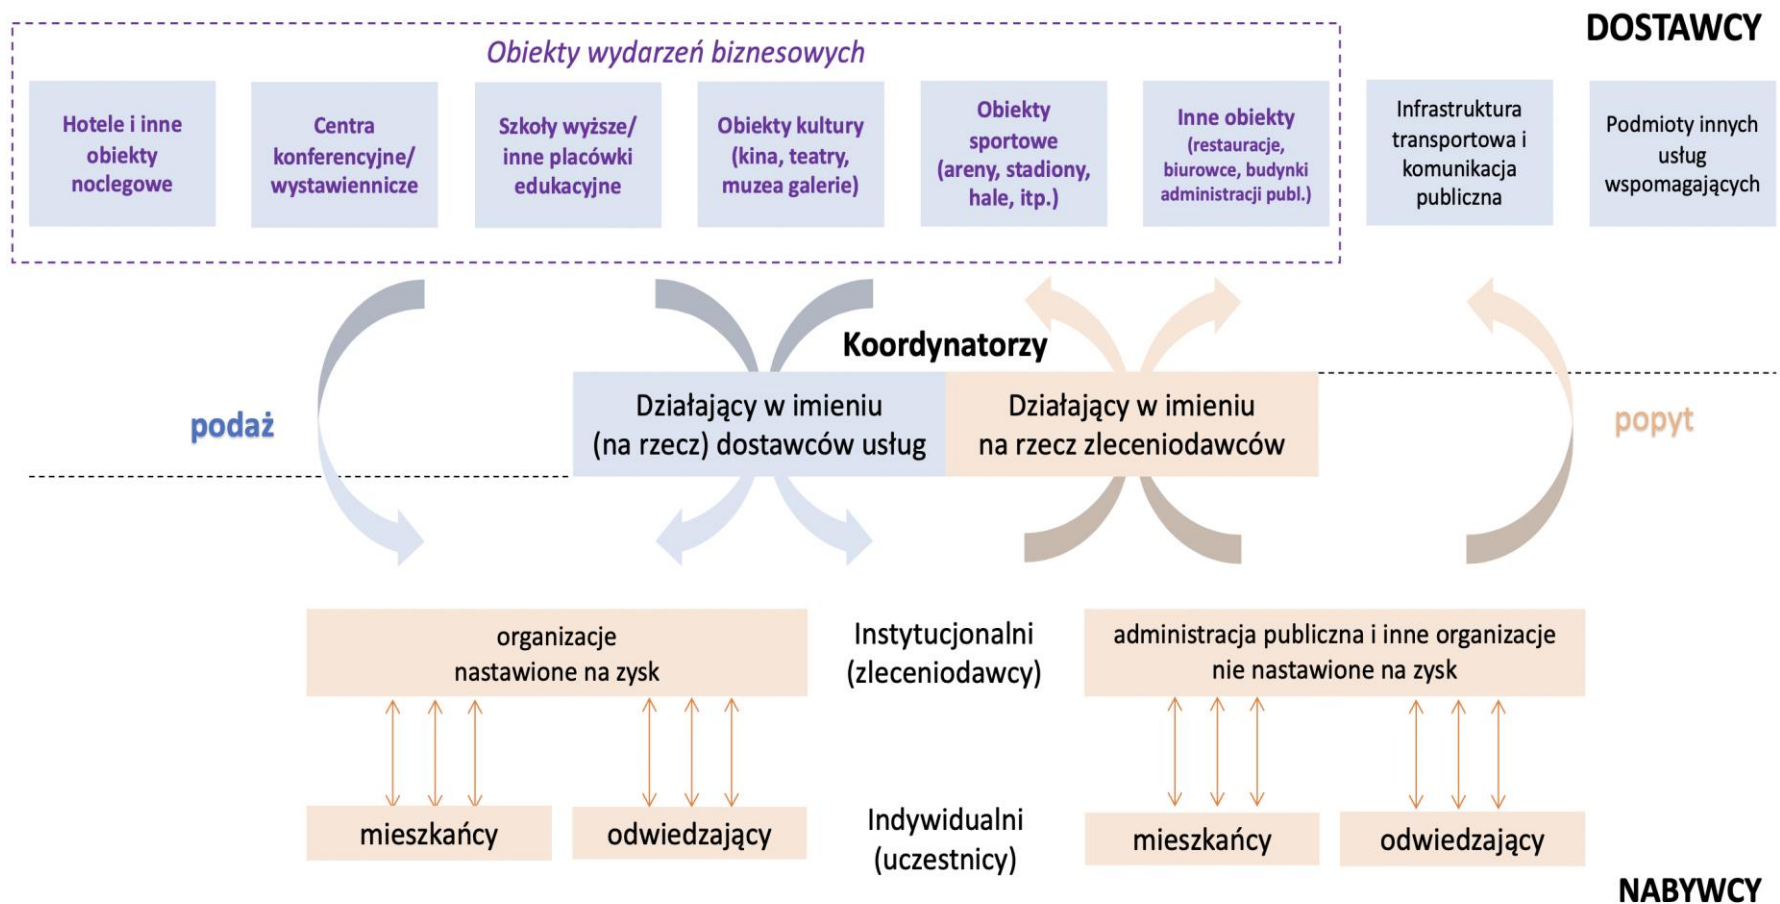 DOSTAWCY
Obiekty wydarzeń biznesowych
Hotele i inne
obiekty
noclegowe
Centra
konferencyjne/
wystawiennicze
Szkoły wyższe/
inne placówki
edukacyjne
Obiekty kultury
(kina, teatry,
muzea galerie)
Obiekty
sportowe
(areny, stadiony,
hale, itp.)
Inne obiekty
(restauracje,
biurowce, budynki
administracji publ.)
Infrastruktura
transportowa i
komunikacja
publiczna
Podmioty innych
usług
wspomagających
Koordynatorzy
podaż
Działający w imieniu
(na rzecz) dostawców usług
Działający w imieniu
na rzecz zleceniodawców
popyt
organizacje
nastawione na zysk
Instytucjonalni
(zleceniodawcy)
administracja publiczna i inne organizacje
nie nastawione na zysk
mieszkańcy
odwiedzający
Indywidualni
(uczestnicy)
mieszkańcy
odwiedzający
NABYWCY